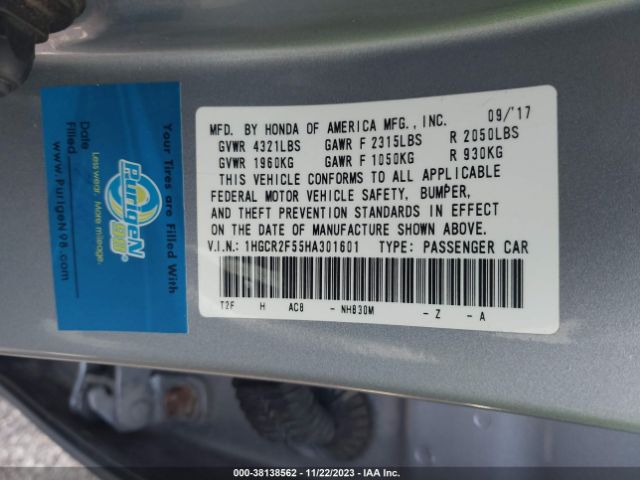 09/'17
MFD. BY HONDA OF AMERICA MFG., INC.
GVWR 4321LBS GAWR F 2315LBS R 2050LBS
GVWR 1960KG GAWR F 1050KG R 930KG
THIS VEHICLE CONFORMS TO ALL APPLICABLE
FEDERAL MOTOR VEHICLE SAFETY, BUMPER,
AND THEFT PREVENTION STANDARDS IN EFFECT
ON THE DATE OF MANUFACTURE SHOWN ABOVE.
V.I.N.: 1HGCR2F55HA301601 TYPE: PASSENGER CAR
T2F H AC8 - NH830M - Z - A
Your Tires are Filled With
PurigeN
98
Less wear. More mileage.
www.Purigen98.com
Date
Filled
000-38138562 - 11/22/2023 - IAA Inc.